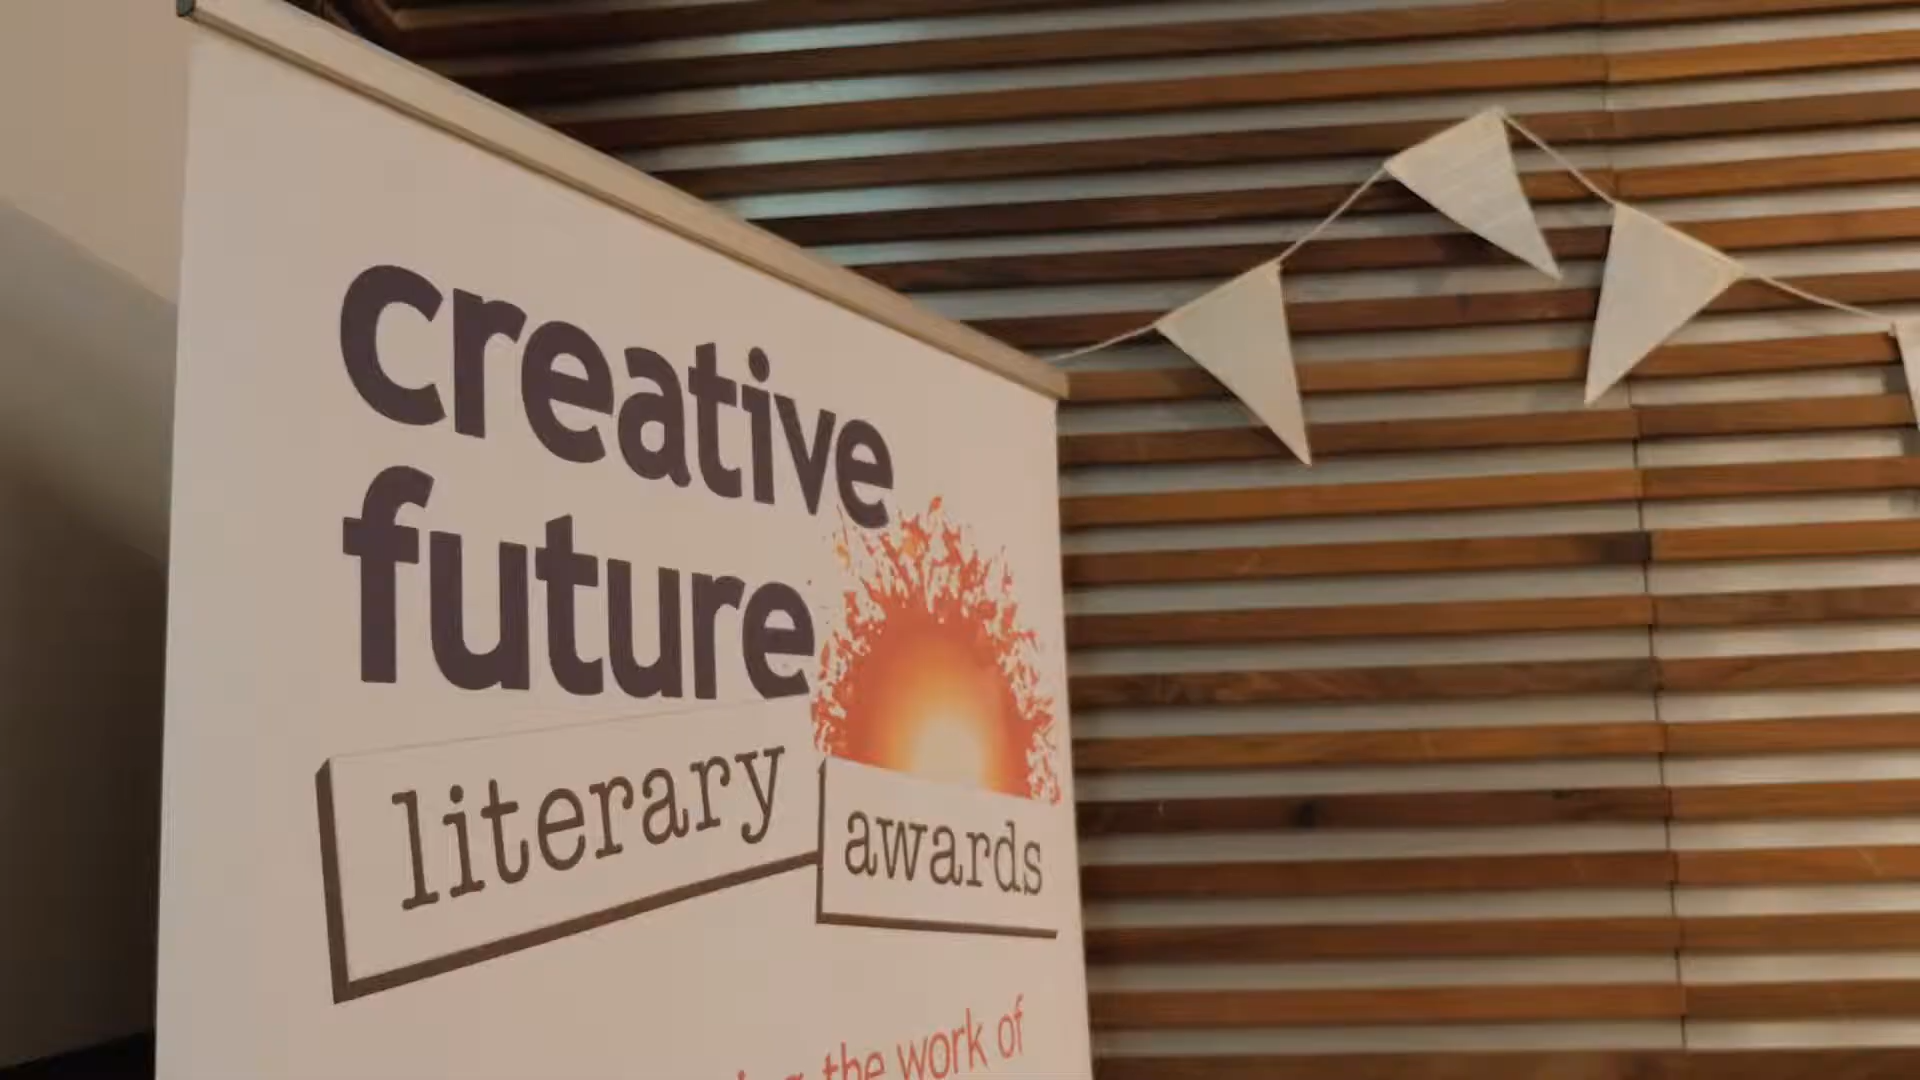 creative
future
literary
awards
the work of